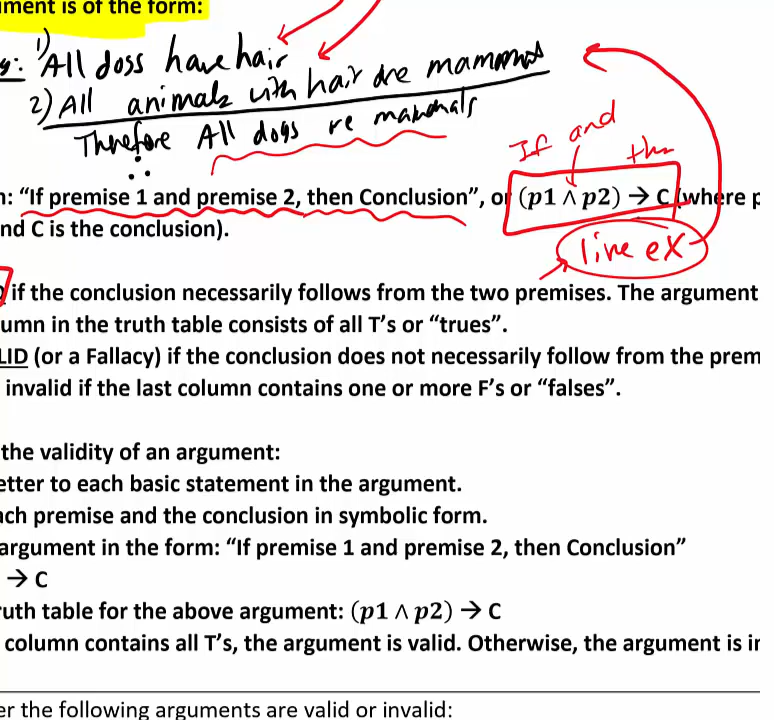 ument is of the form:
g: 1) All doss have hair
2) All animals with hair are mammals
Therefore All dogs re mammals
∴
If and the
n: “If premise 1 and premise 2, then Conclusion”, or (p1 ∧ p2) → C (where p
nd C is the conclusion).
line ex
if the conclusion necessarily follows from the two premises. The argument
umn in the truth table consists of all T’s or “trues”.
LID (or a Fallacy) if the conclusion does not necessarily follow from the prem
invalid if the last column contains one or more F’s or “falses”.
the validity of an argument:
etter to each basic statement in the argument.
ach premise and the conclusion in symbolic form.
argument in the form: “If premise 1 and premise 2, then Conclusion”
→ C
ruth table for the above argument: (p1 ∧ p2) → C
column contains all T’s, the argument is valid. Otherwise, the argument is in
er the following arguments are valid or invalid: